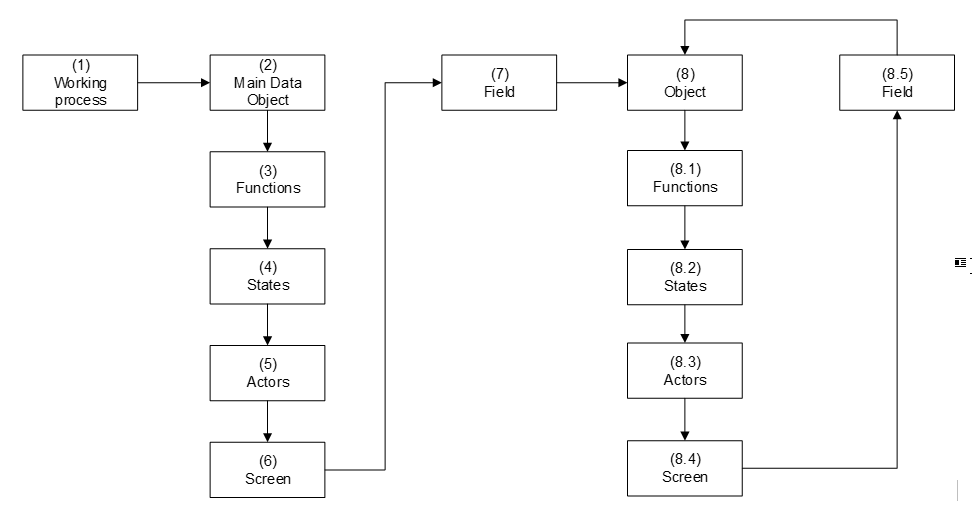 (1)
Working
process
(2)
Main Data
Object
(3)
Functions
(4)
States
(5)
Actors
(6)
Screen
(7)
Field
(8)
Object
(8.1)
Functions
(8.2)
States
(8.3)
Actors
(8.4)
Screen
(8.5)
Field